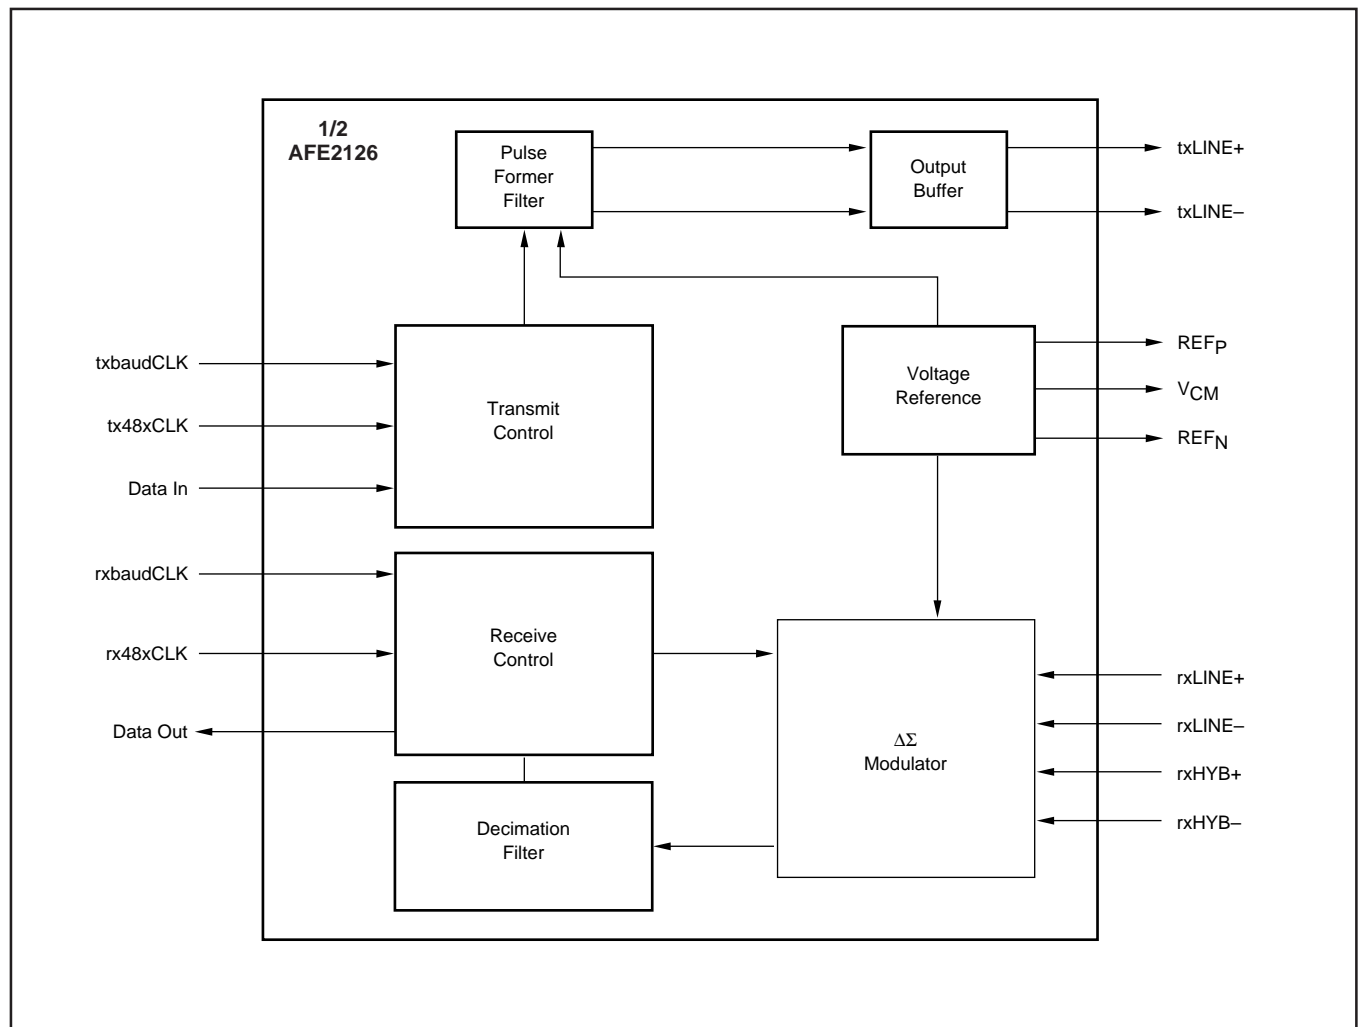 1/2
AFE2126
Pulse
Former
Filter
Output
Buffer
txLINE+
txLINE–
txbaudCLK
tx48xCLK
Data In
Transmit
Control
Voltage
Reference
REFP
VCM
REFN
rxbaudCLK
rx48xCLK
Data Out
Receive
Control
ΔΣ
Modulator
rxLINE+
rxLINE–
rxHYB+
rxHYB–
Decimation
Filter